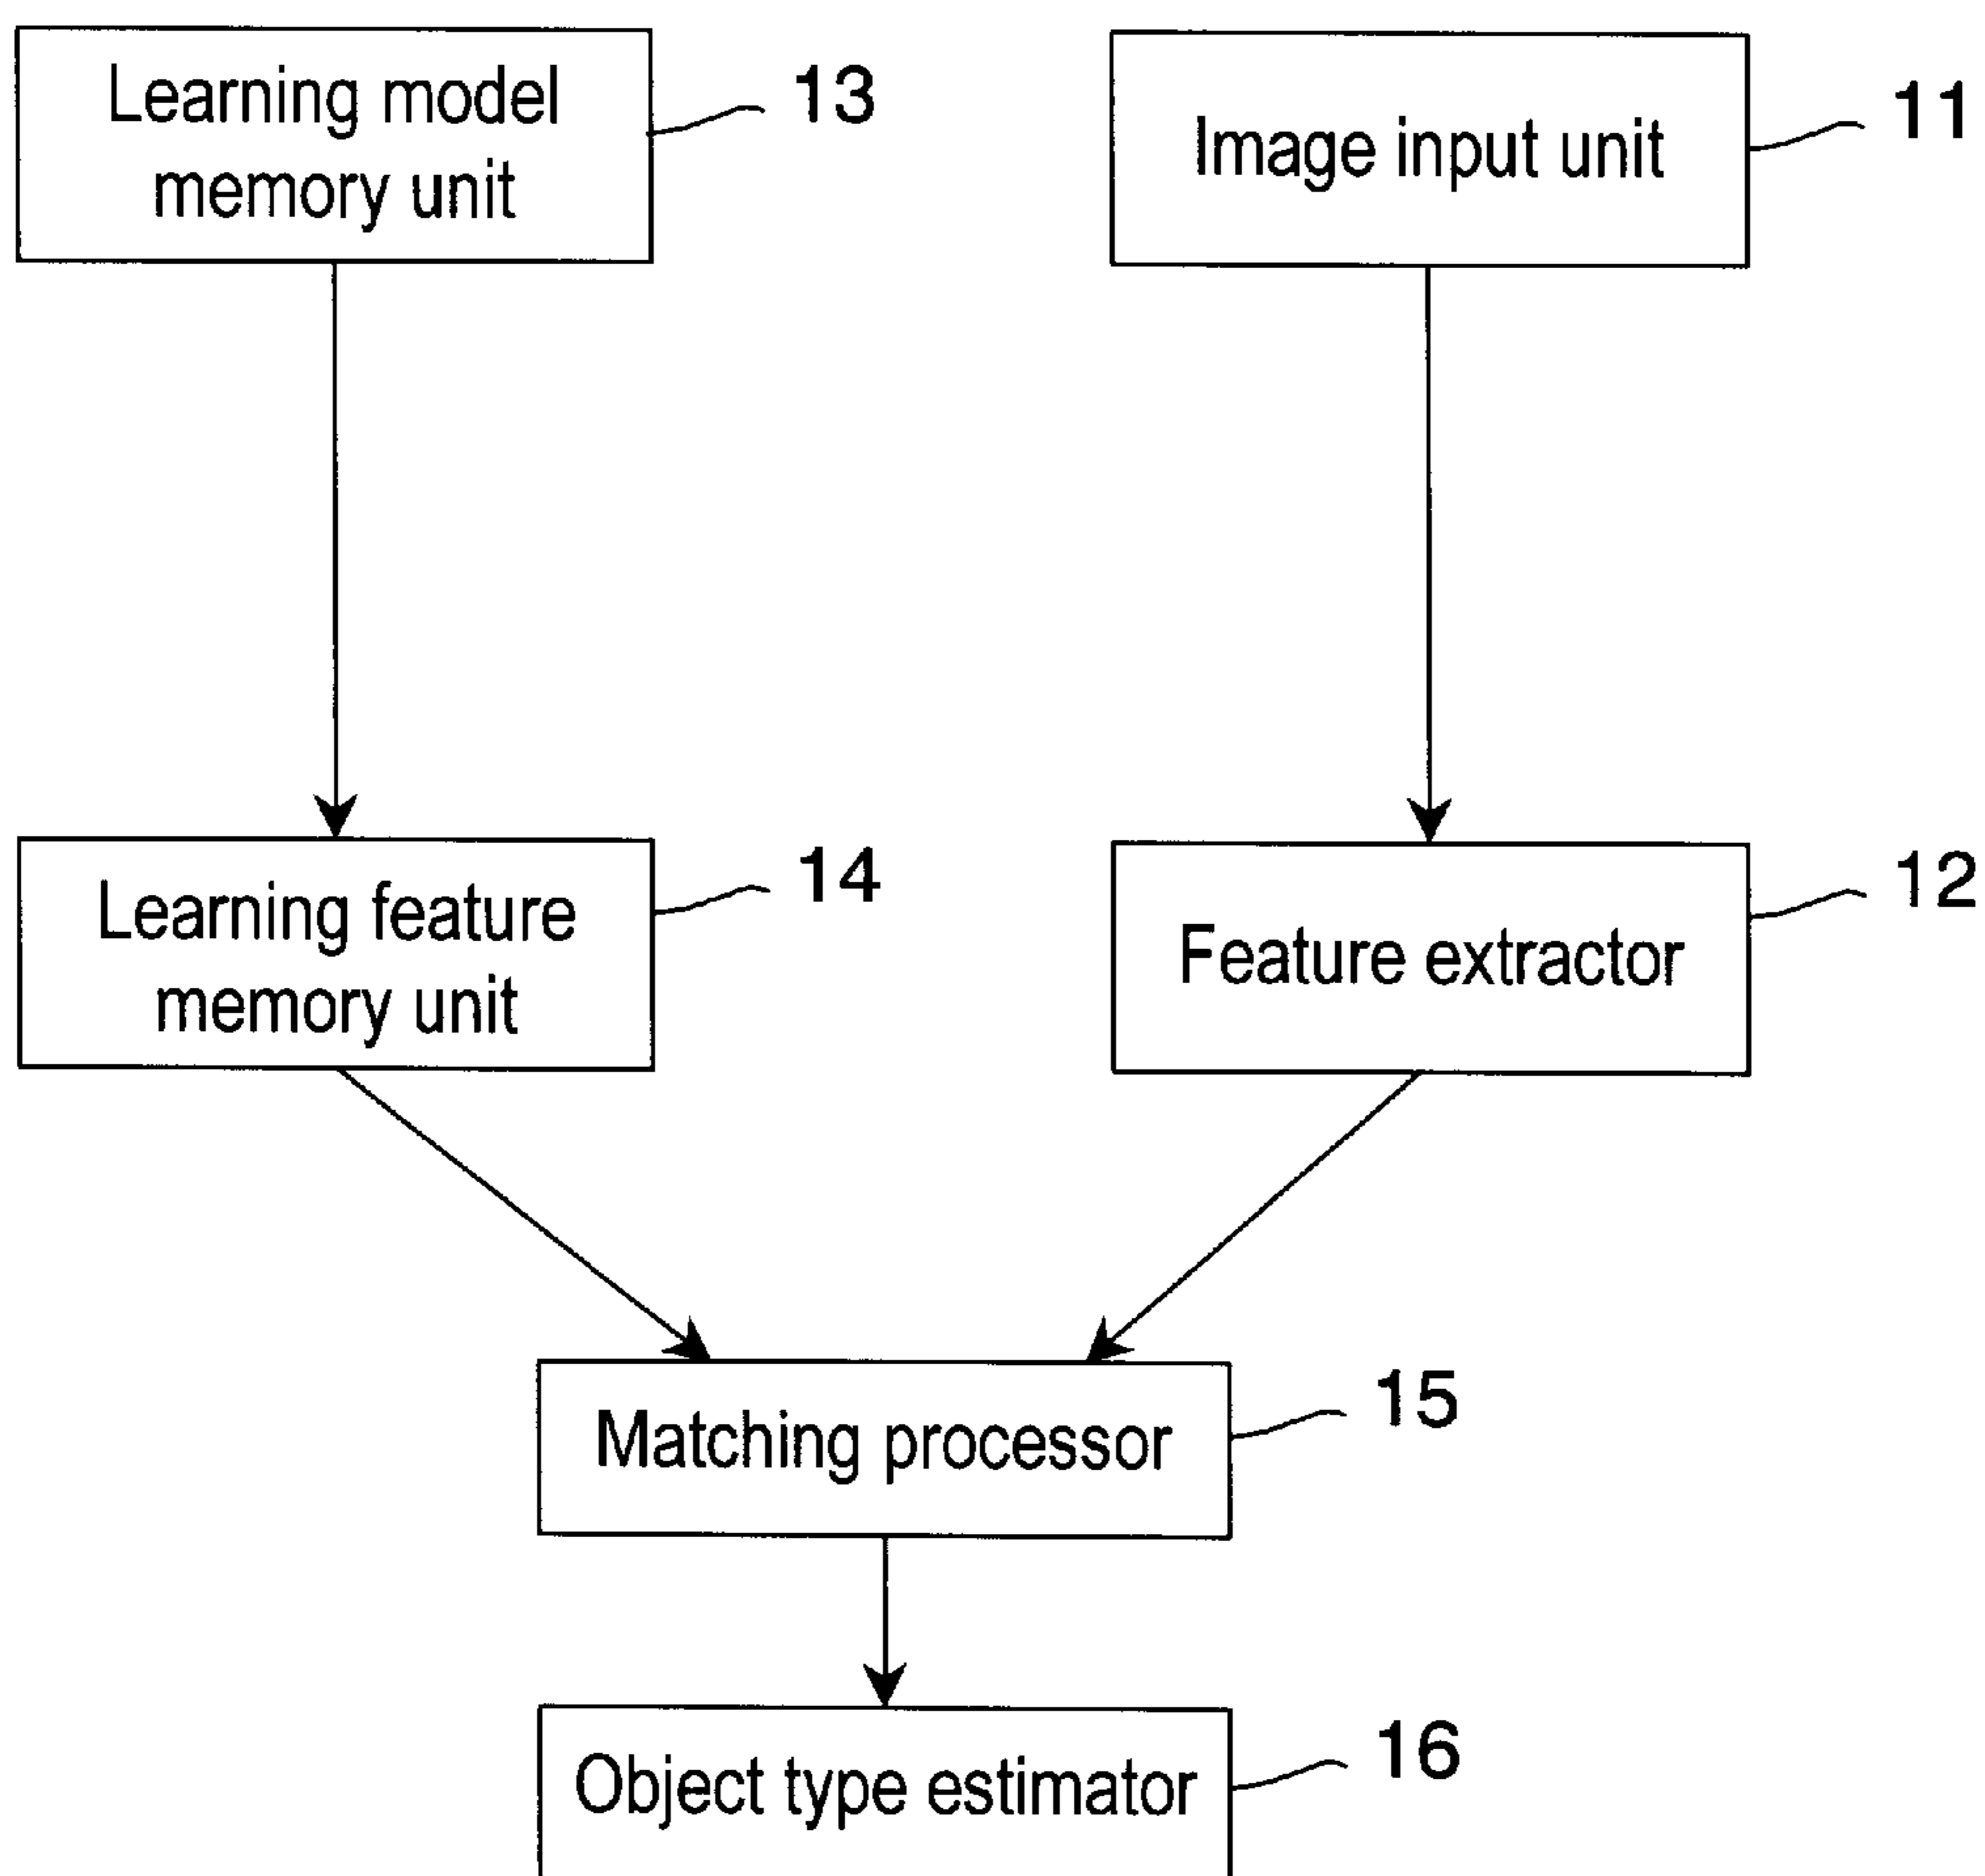 Learning model
memory unit
13
Image input unit
11
Learning feature
memory unit
14
Feature extractor
12
Matching processor
15
Object type estimator
16